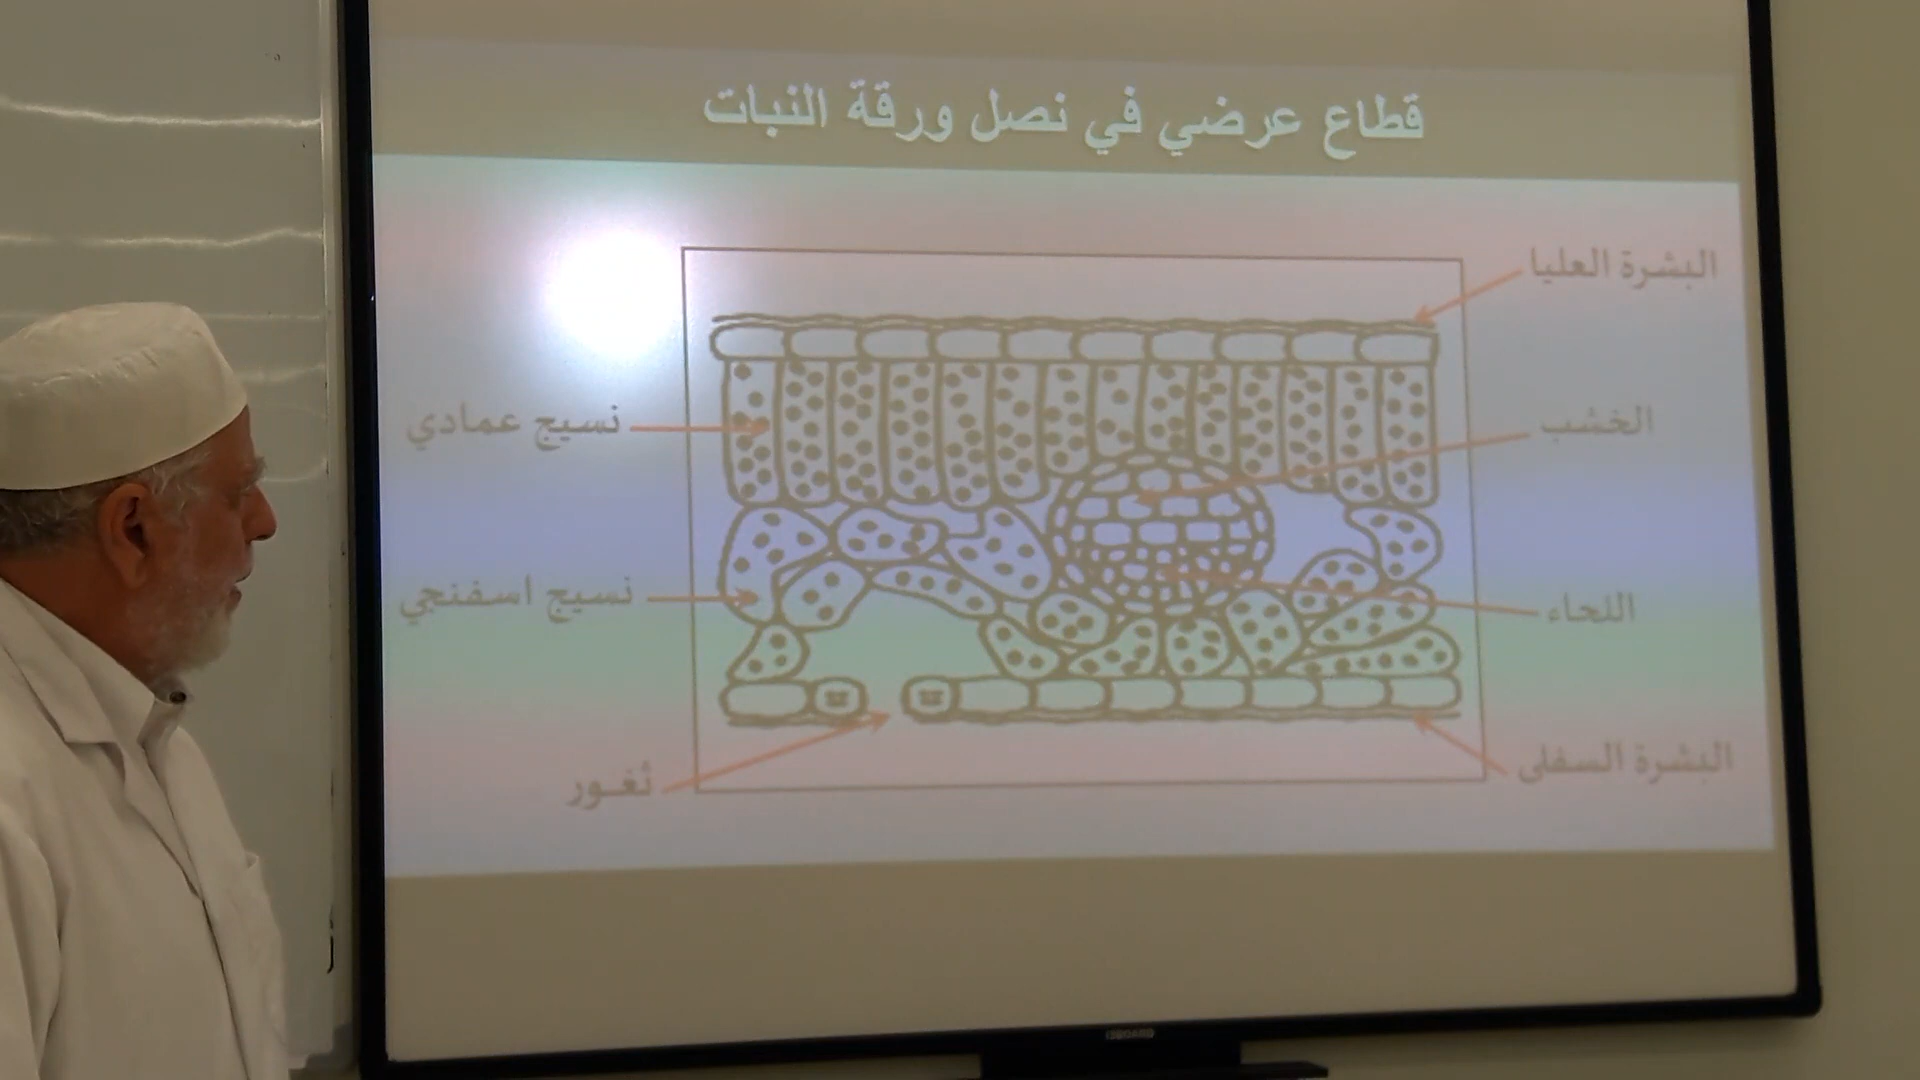 قطاع عرضي في نصل ورقة النبات
البشرة العليا
نسيج عمادي
الخشب
نسيج اسفنجي
اللحاء
البشرة السفلى
ثغور